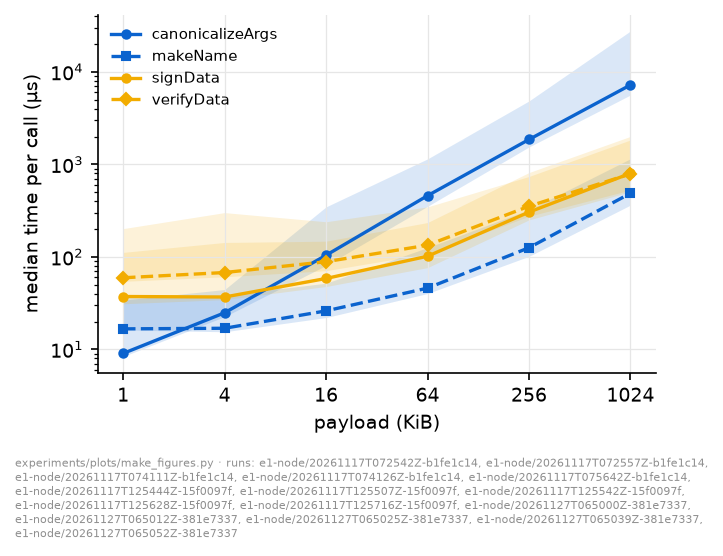 canonicalizeArgs
makeName
signData
verifyData
median time per call (µs)
10⁴
10³
10²
10¹
1 4 16 64 256 1024
payload (KiB)
experiments/plots/make_figures.py · runs: e1-node/20261117T072542Z-b1fe1c14, e1-node/20261117T072557Z-b1fe1c14,
e1-node/20261117T074111Z-b1fe1c14, e1-node/20261117T074126Z-b1fe1c14, e1-node/20261117T075642Z-b1fe1c14,
e1-node/20261117T125444Z-15f0097f, e1-node/20261117T125507Z-15f0097f, e1-node/20261117T125542Z-15f0097f,
e1-node/20261117T125628Z-15f0097f, e1-node/20261117T125716Z-15f0097f, e1-node/20261127T065000Z-381e7337,
e1-node/20261127T065012Z-381e7337, e1-node/20261127T065025Z-381e7337, e1-node/20261127T065039Z-381e7337,
e1-node/20261127T065052Z-381e7337